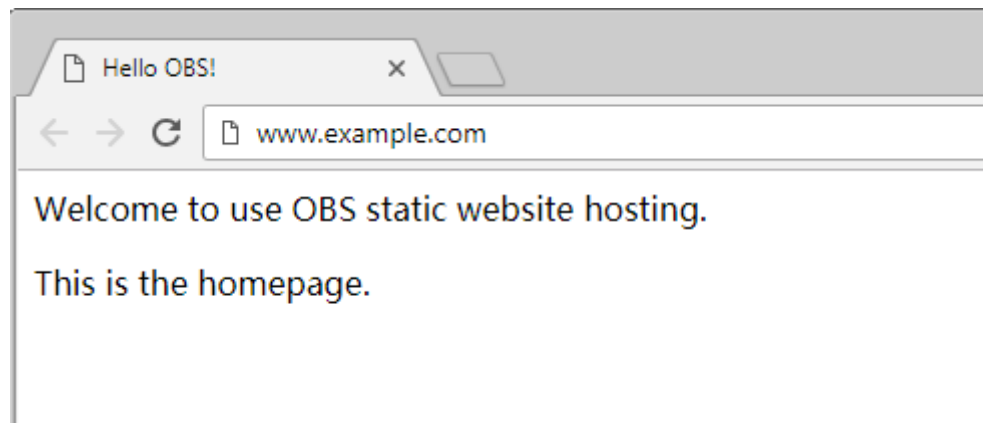 Hello OBS!
www.example.com
Welcome to use OBS static website hosting.
This is the homepage.